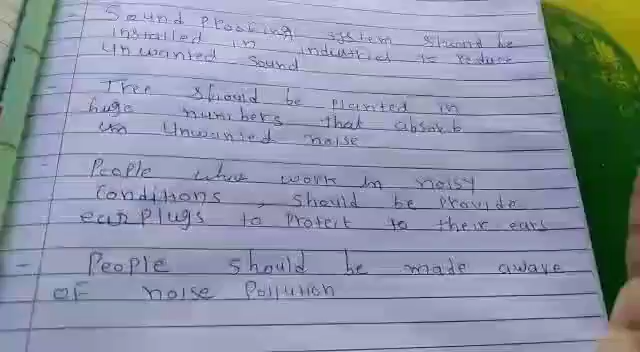 - Sound Proofing system should be
installed in industries to reduce
Unwanted sound
- Tree should be planted in
huge numbers that absorb
un Unwanted noise
- People who work in noisy
conditions, should be provide
ear plugs to protect to their ears
- People should be made aware
of noise Pollution